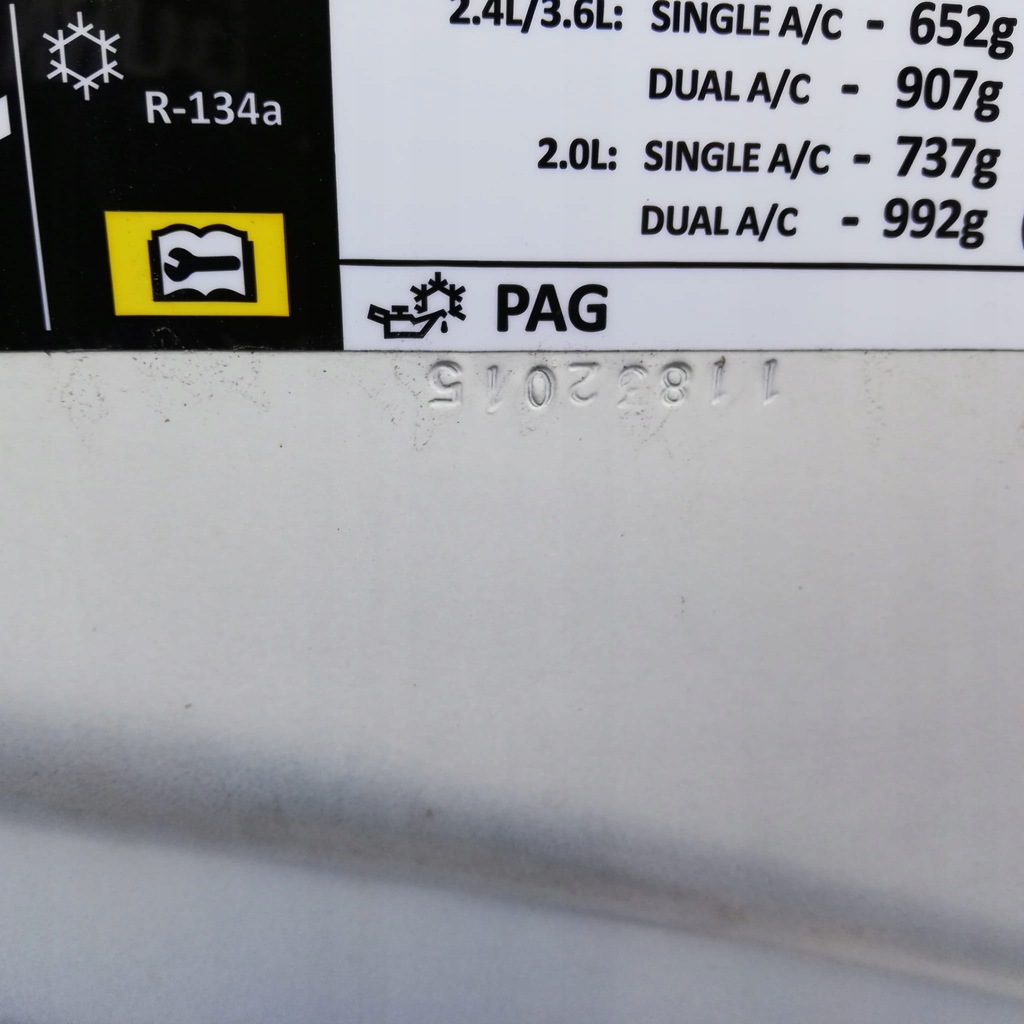 2.4L/3.6L: SINGLE A/C - 652g
DUAL A/C - 907g
2.0L: SINGLE A/C - 737g
DUAL A/C - 992g
R-134a
PAG
11832015